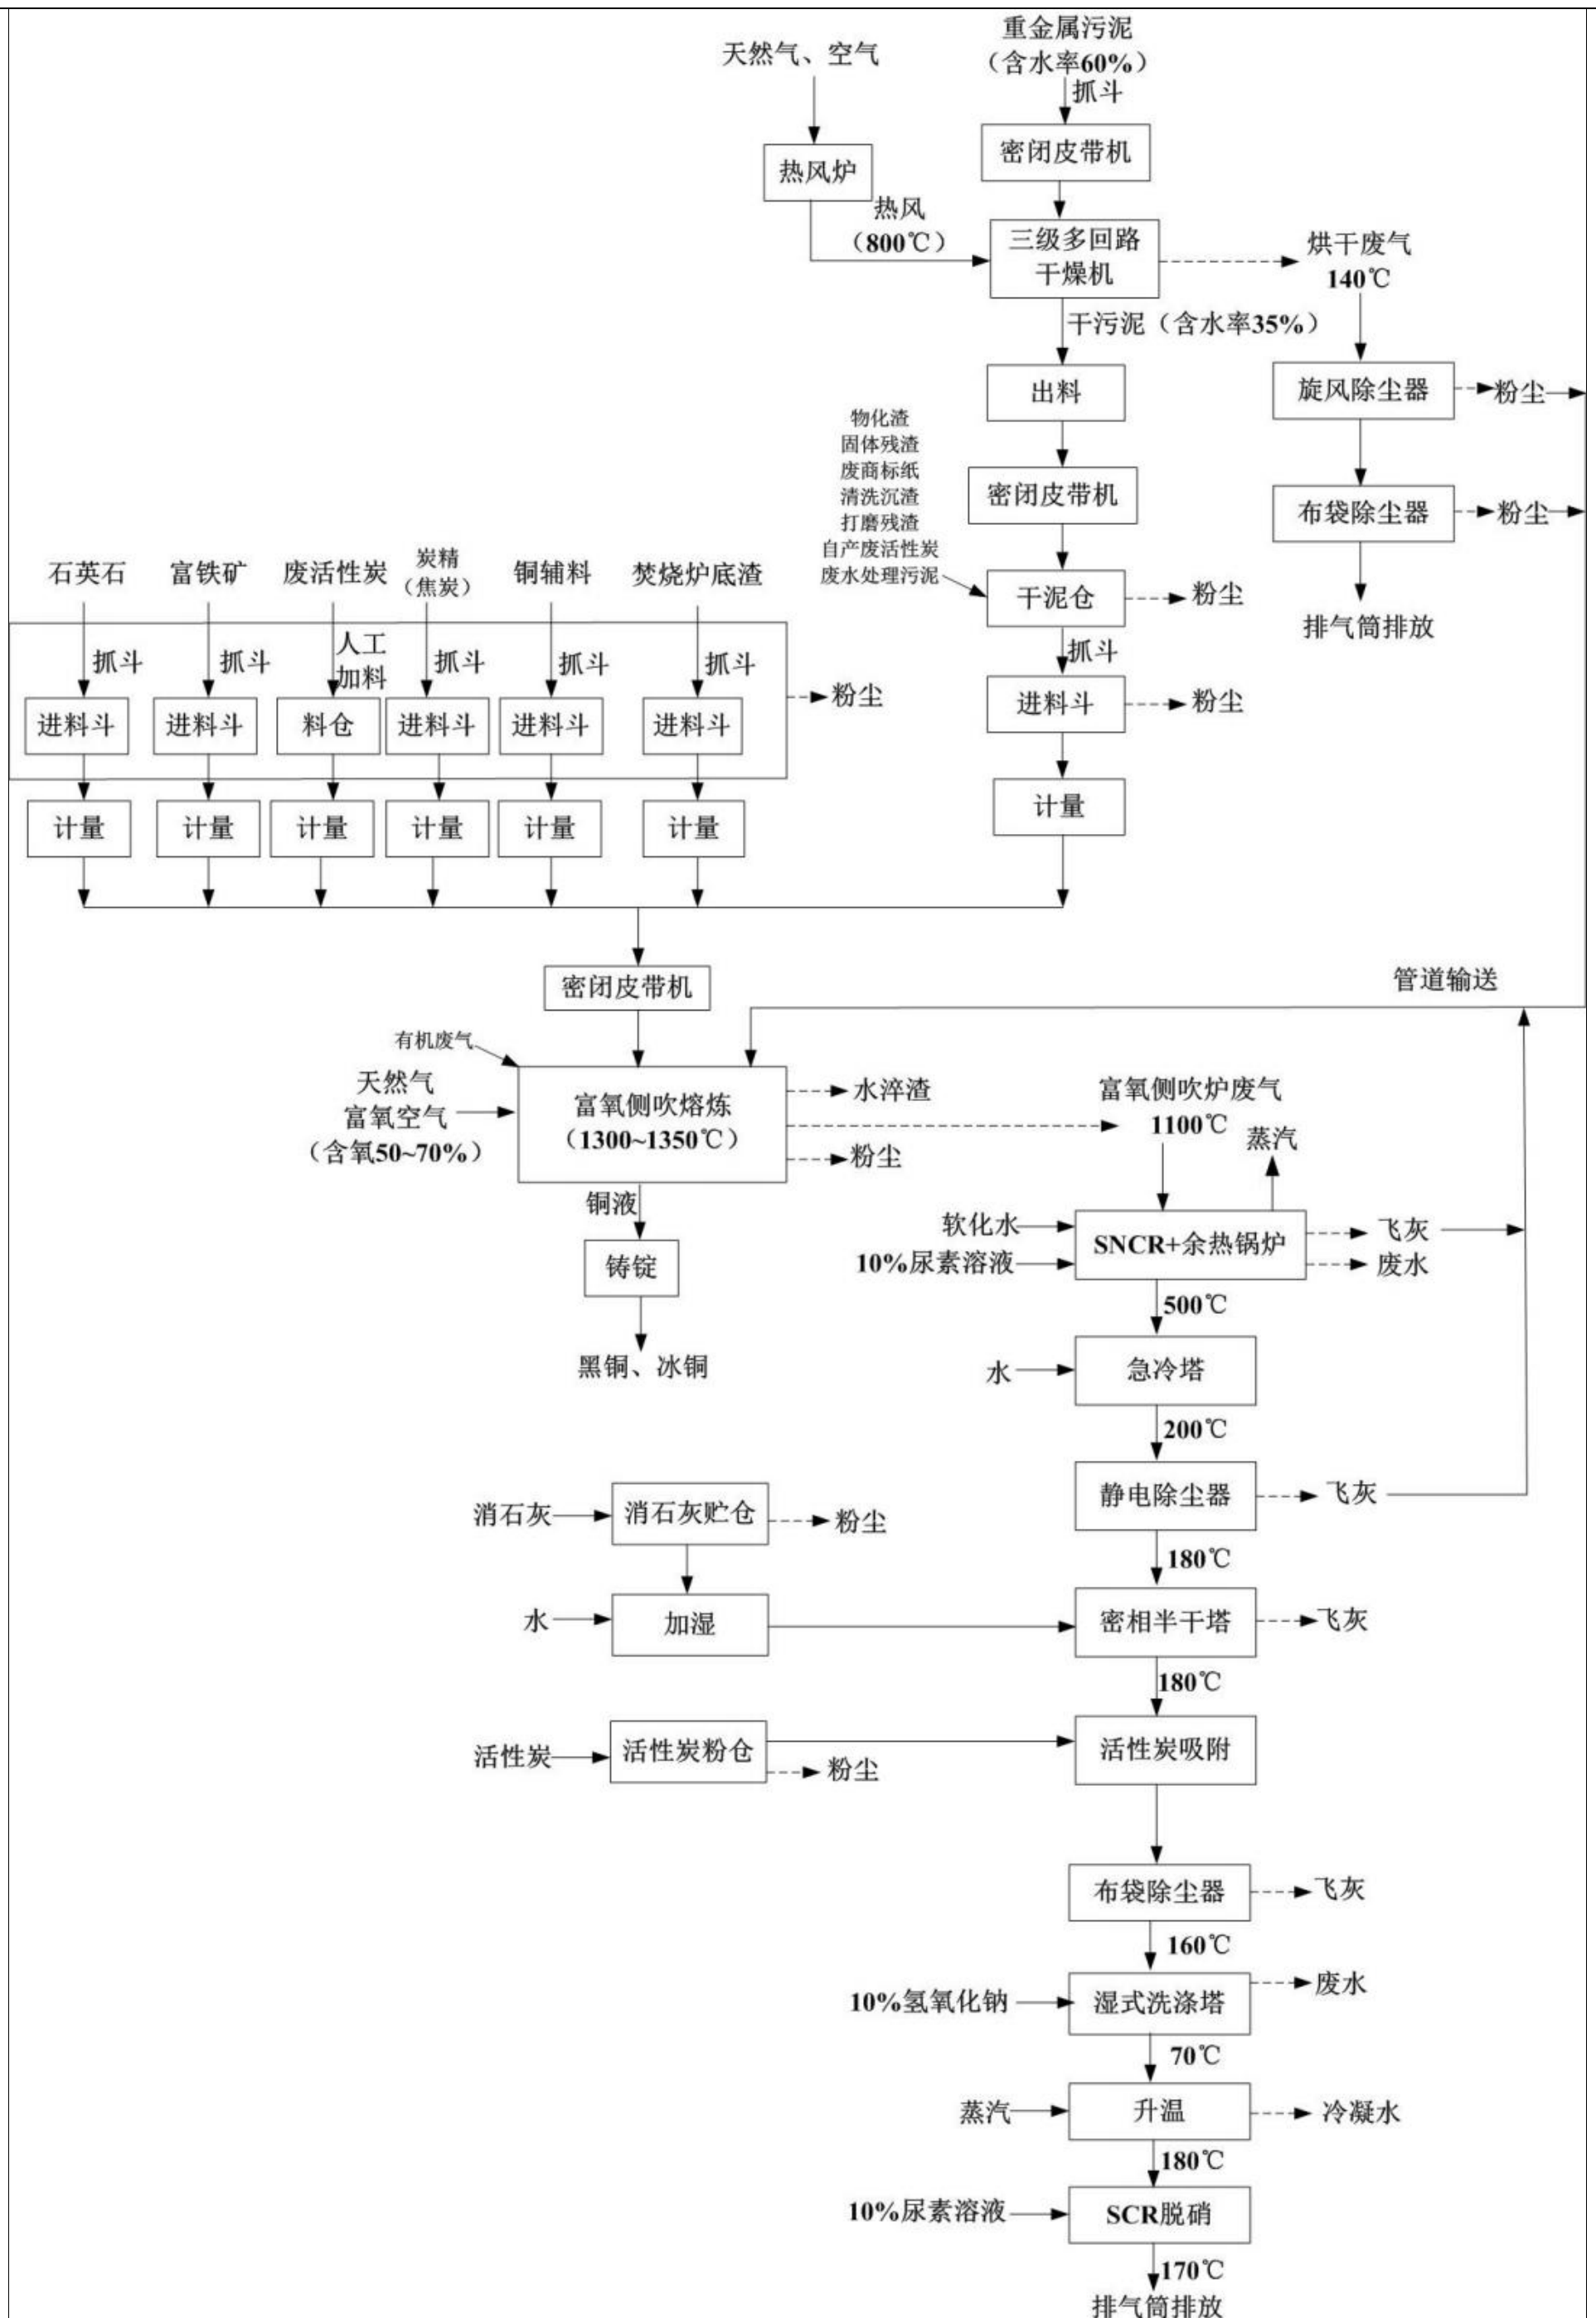 重金属污泥
（含水率60%）
天然气、空气
抓斗
密闭皮带机
热风炉
热风
（800℃）
三级多回路
干燥机
烘干废气
140℃
干污泥（含水率35%）
出料
旋风除尘器
粉尘
物化渣
固体残渣
废商标纸
清洗沉渣
打磨残渣
自产废活性炭
废水处理污泥
密闭皮带机
布袋除尘器
粉尘
干泥仓
粉尘
排气筒排放
抓斗
进料斗
粉尘
计量
石英石
富铁矿
废活性炭
炭精
（焦炭）
铜辅料
焚烧炉底渣
抓斗
抓斗
人工
加料
抓斗
抓斗
抓斗
进料斗
进料斗
料仓
进料斗
进料斗
进料斗
粉尘
计量
计量
计量
计量
计量
计量
密闭皮带机
管道输送
有机废气
天然气
富氧空气
（含氧50~70%）
富氧侧吹熔炼
（1300~1350℃）
水淬渣
粉尘
富氧侧吹炉废气
1100℃
蒸汽
铜液
铸锭
黑铜、冰铜
软化水
10%尿素溶液
SNCR+余热锅炉
飞灰
废水
500℃
水
急冷塔
200℃
静电除尘器
飞灰
消石灰
消石灰贮仓
粉尘
180℃
水
加湿
密相半干塔
飞灰
180℃
活性炭
活性炭粉仓
粉尘
活性炭吸附
布袋除尘器
飞灰
160℃
10%氢氧化钠
湿式洗涤塔
废水
70℃
蒸汽
升温
冷凝水
180℃
10%尿素溶液
SCR脱硝
170℃
排气筒排放